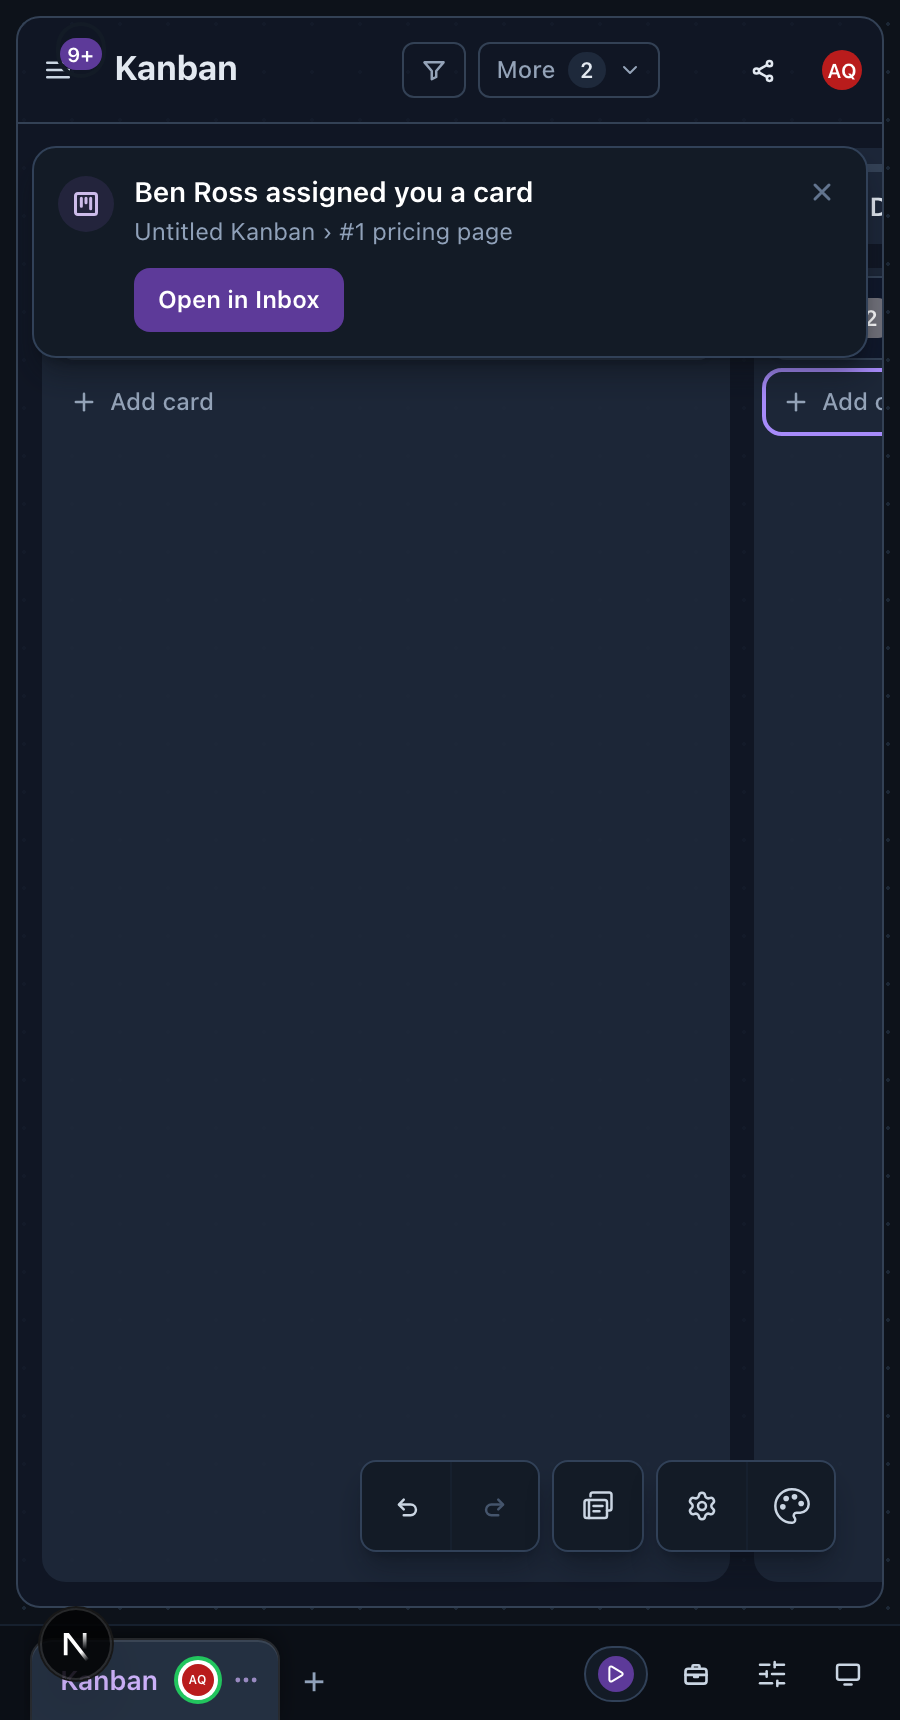 9+
Kanban
More 2
AQ
Ben Ross assigned you a card
Untitled Kanban › #1 pricing page
Open in Inbox
D
2
Add card
Add c
N
Kanban
AQ